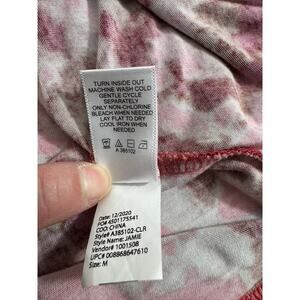 TURN INSIDE OUT
MACHINE WASH COLD
GENTLE CYCLE
SEPARATELY
ONLY NON-CHLORINE
BLEACH WHEN NEEDED
LAY FLAT TO DRY
COOL IRON WHEN
NEEDED
A 385102
Date: 12/2020
PO# 4501175541
COO: CHINA
Style# A385102-CLR
Style Name: JAMIE
Vendor# 1001508
UPC# 008868647610
Size: M